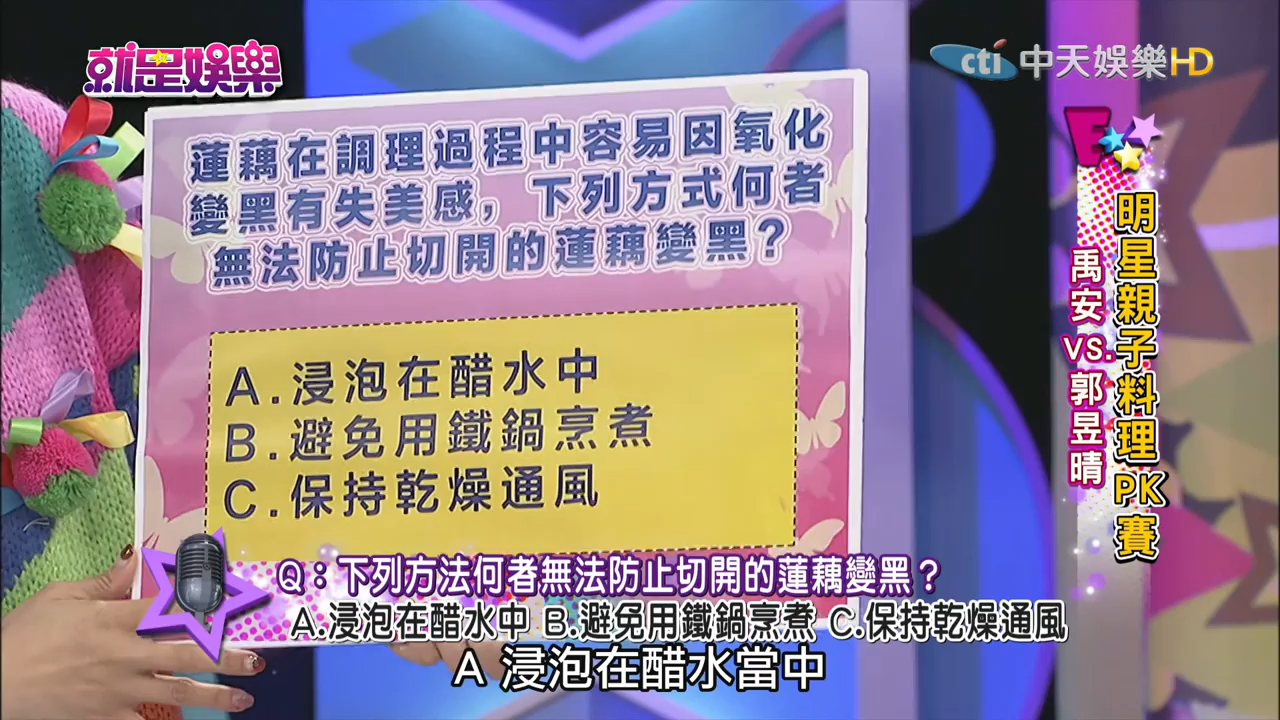 就是娛樂
cti 中天娛樂HD
蓮藕在調理過程中容易因氧化
變黑有失美感，下列方式何者
無法防止切開的蓮藕變黑？
A.浸泡在醋水中
B.避免用鐵鍋烹煮
C.保持乾燥通風
明星親子料理PK賽
禹安 vs.郭昱晴
Q：下列方法何者無法防止切開的蓮藕變黑？
A.浸泡在醋水中 B.避免用鐵鍋烹煮 C.保持乾燥通風
A 浸泡在醋水當中